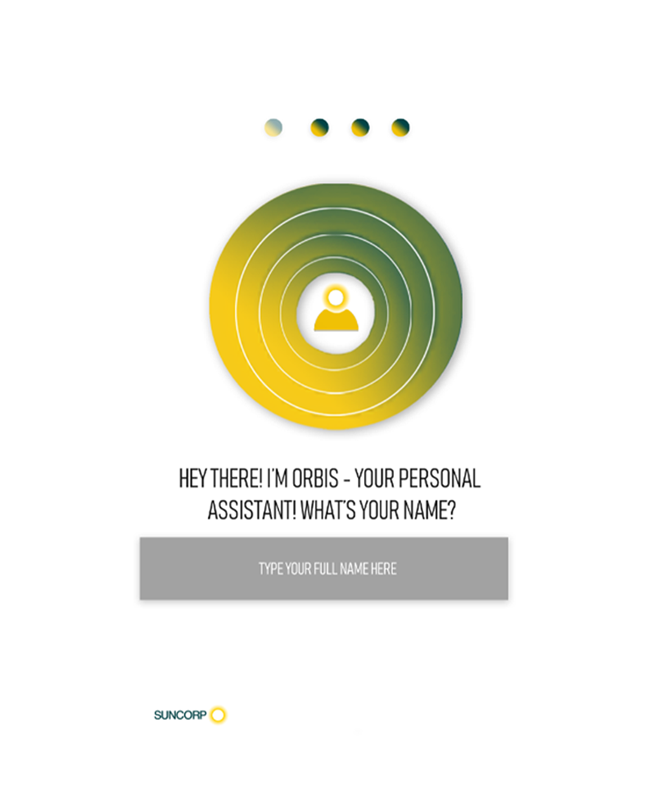 HEY THERE! I'M ORBIS - YOUR PERSONAL
ASSISTANT! WHAT'S YOUR NAME?
TYPE YOUR FULL NAME HERE
SUNCORP